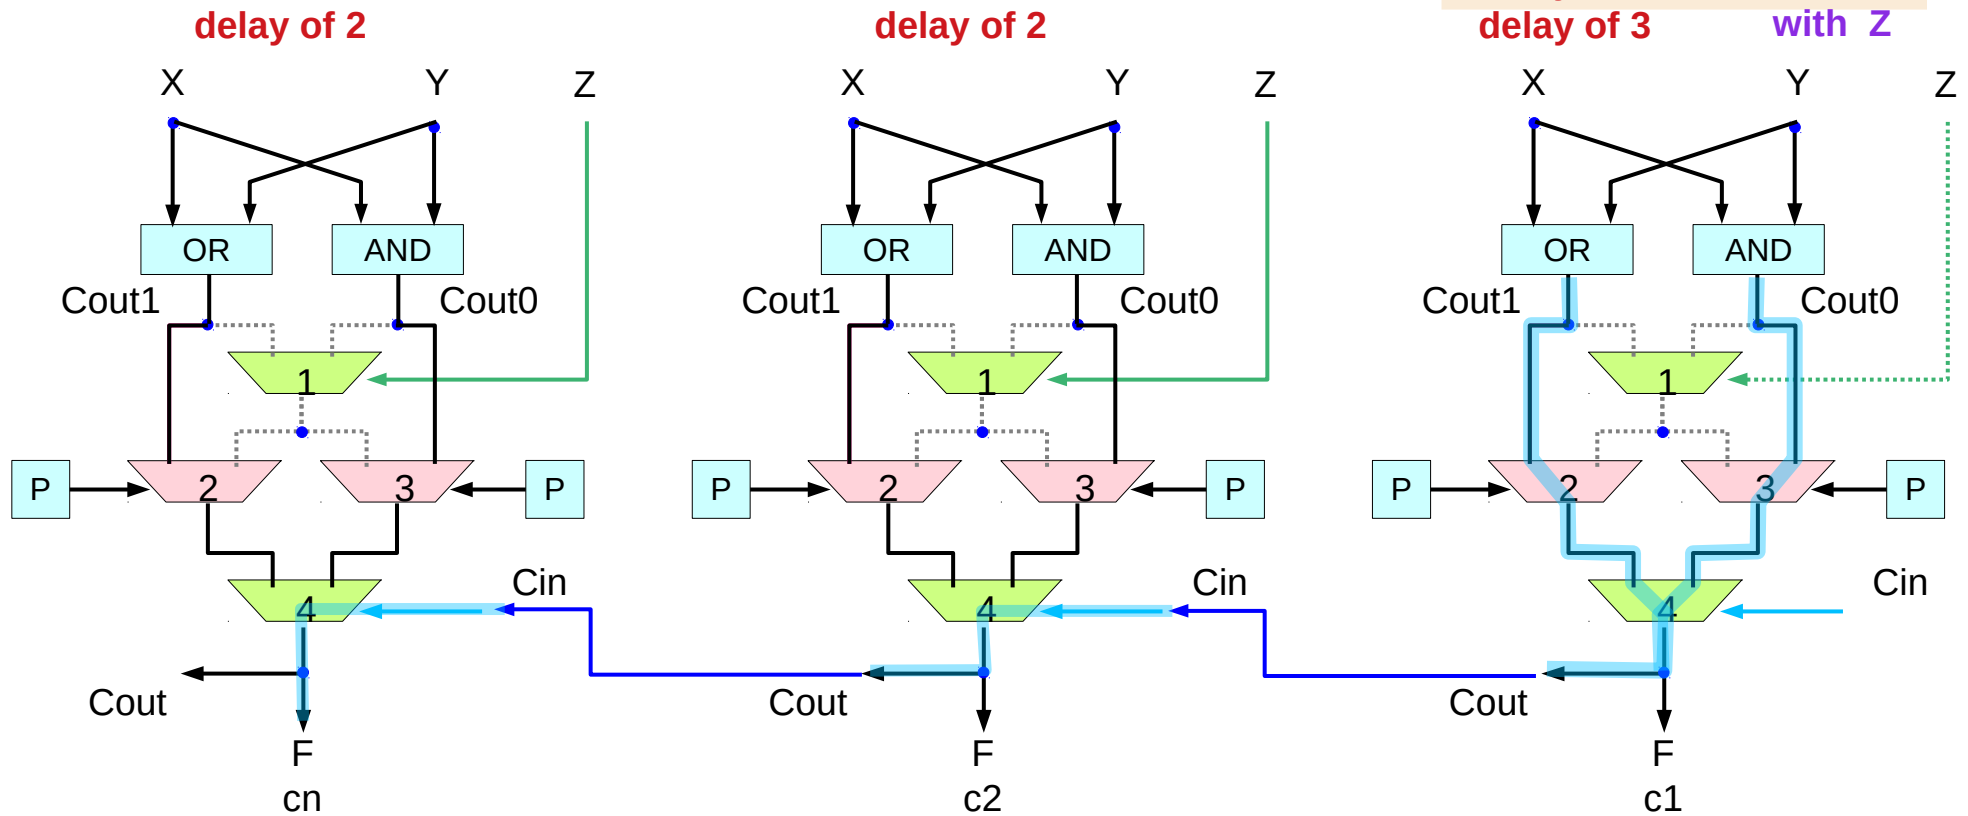 delay of 2 delay of 2 delay of 3 with Z
X Y Z X Y Z X Y Z
OR AND OR AND OR AND
Cout1 Cout0 Cout1 Cout0 Cout1 Cout0
1 1 1
P 2 3 P P 2 3 P P 2 3 P
Cin Cin Cin
4 4 4
Cout Cout Cout
F F F
cn c2 c1